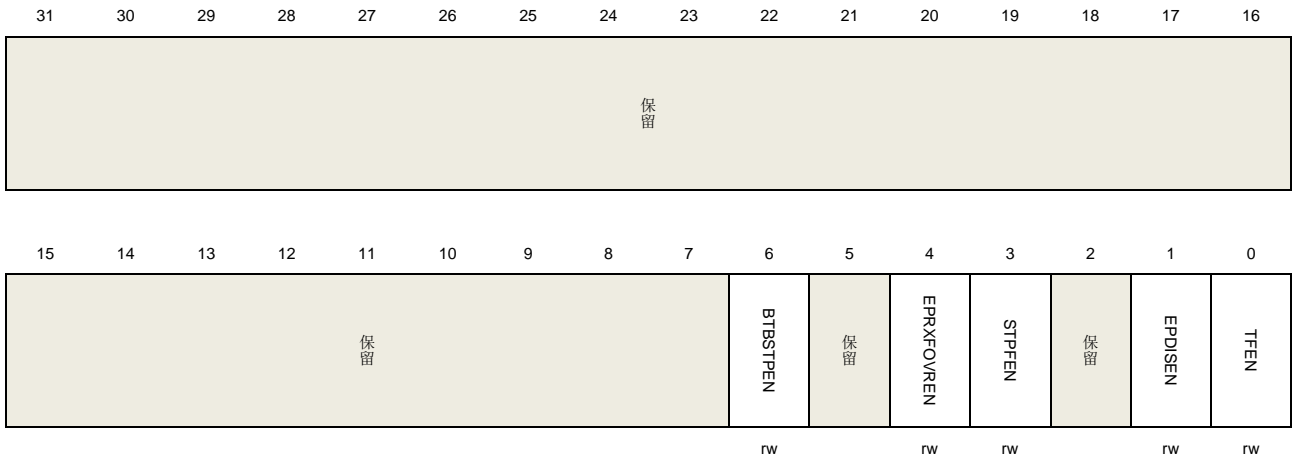 31 30 29 28 27 26 25 24 23 22 21 20 19 18 17 16
保留
15 14 13 12 11 10 9 8 7 6 5 4 3 2 1 0
保留 BTBSTPEN 保留 EPRXFOVREN STPFEN 保留 EPDISEN TFEN
rw rw rw rw rw